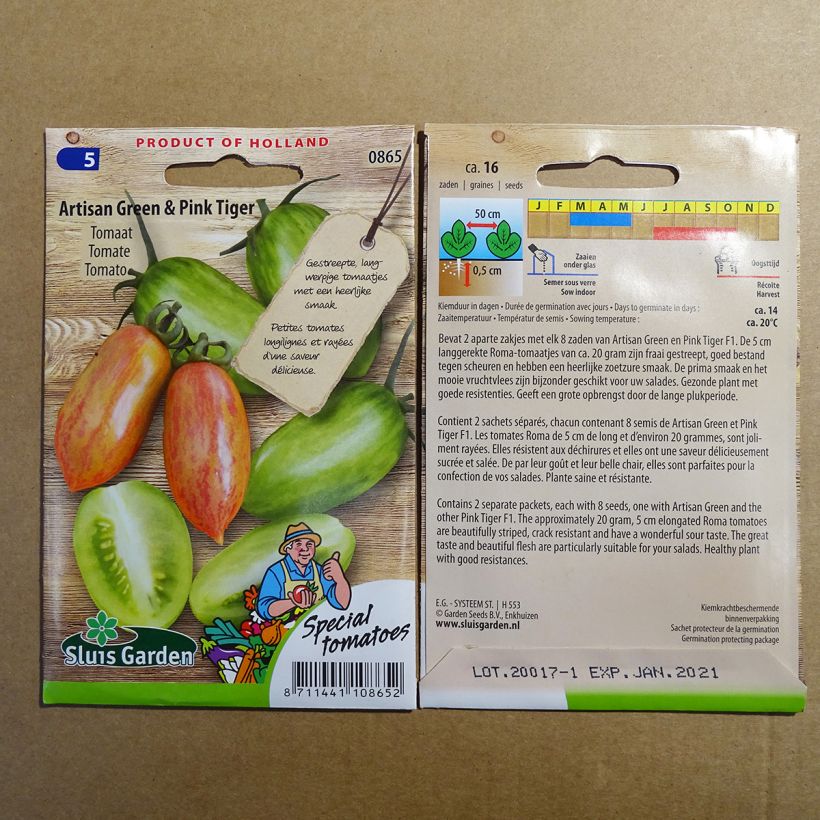 PRODUCT OF HOLLAND
5
0865
Artisan Green & Pink Tiger
Tomaat
Tomate
Tomato
Gestreepte, lang-
werpige tomaatjes
met een heerlijke
smaak.
Petites tomates
langilignes et rayées
d'une saveur
délicieuse.
Sluis Garden
Special
tomatoes
8 711441 108652
ca. 16
zaden | graines | seeds
J F M A M J J A S O N D
50 cm
0,5 cm
Zaaien
onder glas
Semer sous verre
Sow indoor
Oogsttijd
Récolte
Harvest
Kiemduur in dagen • Durée de germination avec jours • Days to germinate in days : ca. 14
Zaaitemperatuur • Températur de semis • Sowing temperature : ca. 20°C
Bevat 2 aparte zakjes met elk 8 zaden van Artisan Green en Pink Tiger F1. De 5 cm
langgerekte Roma-tomaatjes van ca. 20 gram zijn fraai gestreept, goed bestand
tegen scheuren en hebben een heerlijke zoetzure smaak. De prima smaak en het
mooie vruchtvlees zijn bijzonder geschikt voor uw salades. Gezonde plant met
goede resistenties. Geeft een grote opbrengst door de lange plukperiode.
Contient 2 sachets séparés, chacun contenant 8 semis de Artisan Green et Pink
Tiger F1. Les tomates Roma de 5 cm de long et d'environ 20 grammes, sont joli-
ment rayées. Elles résistent aux déchirures et elles ont une saveur délicieusement
sucrée et salée. De par leur goût et leur belle chair, elles sont parfaites pour la
confection de vos salades. Plante saine et résistante.
Contains 2 separate packets, each with 8 seeds, one with Artisan Green and the
other Pink Tiger F1. The approximately 20 gram, 5 cm elongated Roma tomatoes
are beautifully striped, crack resistant and have a wonderful sour taste. The great
taste and beautiful flesh are particularly suitable for your salads. Healthy plant
with good resistances.
E.G. - SYSTEEM ST. | H 553
© Garden Seeds B.V., Enkhuizen
www.sluisgarden.nl
Kiemkrachtbeschermende
binnenverpakking
Sachet protecteur de la germination
Germination protecting package
LOT.20017-1 EXP.JAN.2021